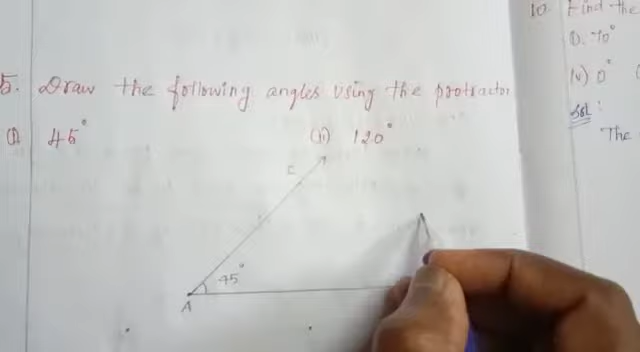 5. Draw the following angles using the protractor
(i) 45° (ii) 120°
C
45°
A
10. Find the
(i) 70°
(iv) 0°
Sol:
The